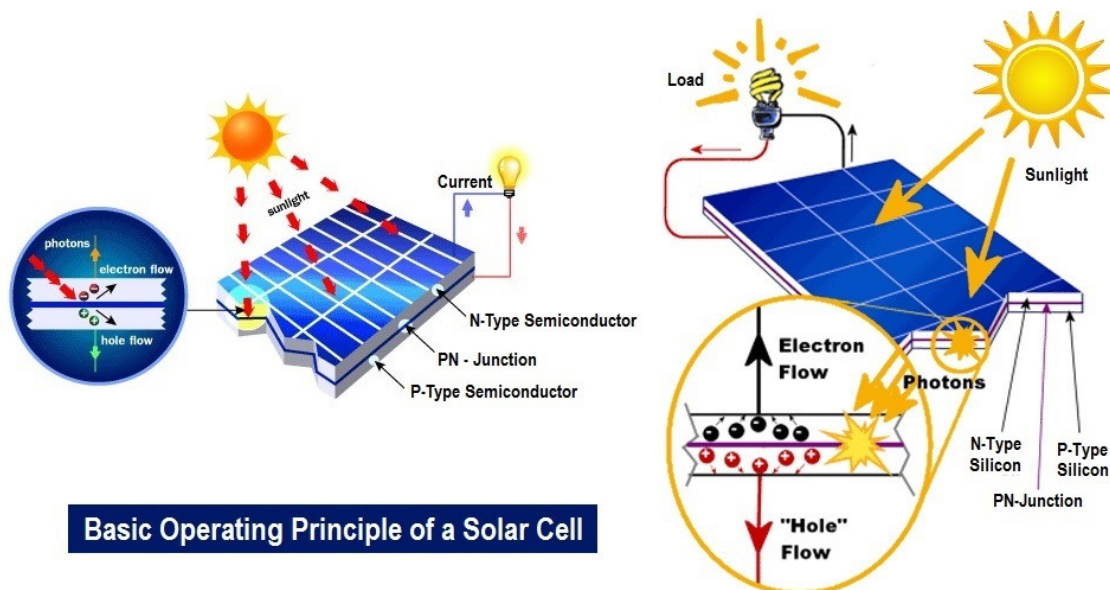 Current
sunlight
photons
electron flow
hole flow
N-Type Semiconductor
PN - Junction
P-Type Semiconductor
Basic Operating Principle of a Solar Cell
Load
Sunlight
Electron
Flow
Photons
"Hole"
Flow
N-Type
Silicon
P-Type
Silicon
PN-Junction